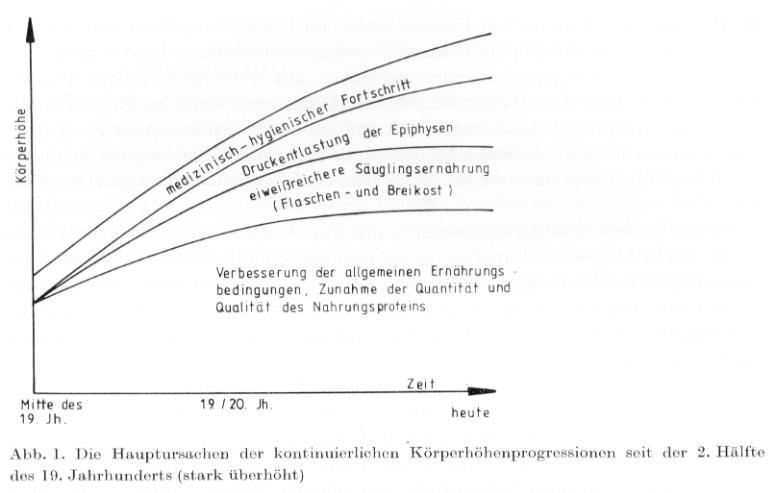 Körperhöhe
medizinisch-hygienischer Fortschritt
Druckentlastung der Epiphysen
eiweißreichere Säuglingsernährung
(Flaschen- und Breikost)
Verbesserung der allgemeinen Ernährungs-
bedingungen, Zunahme der Quantität und
Qualität des Nahrungsproteins
Zeit
Mitte des
19. Jh.
19./20. Jh.
heute
Abb. 1. Die Hauptursachen der kontinuierlichen Körperhöhenprogressionen seit der 2. Hälfte
des 19. Jahrhunderts (stark überhöht)